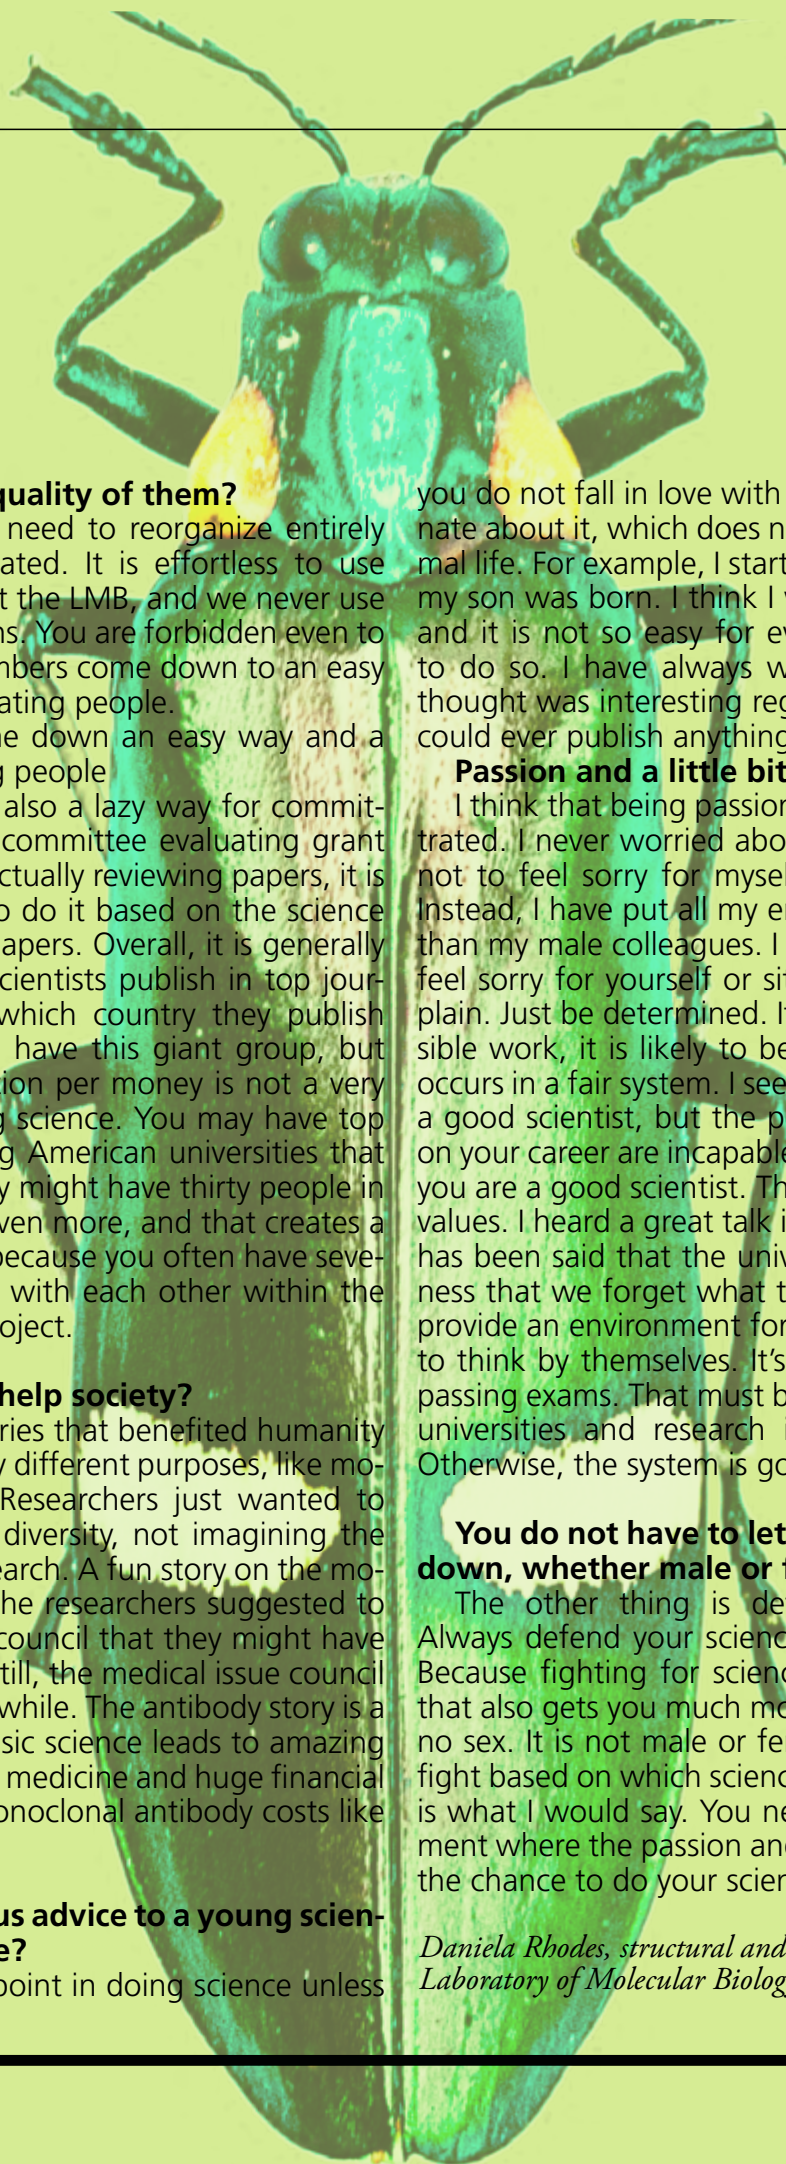 quality of them?
need to reorganize entirely
ated. It is effortless to use
t the LMB, and we never use
ns. You are forbidden even to
nbers come down to an easy
ating people.
ne down an easy way and a
g people
also a lazy way for commit-
committee evaluating grant
ctually reviewing papers, it is
o do it based on the science
apers. Overall, it is generally
cientists publish in top jour-
which country they publish
have this giant group, but
tion per money is not a very
g science. You may have top
g American universities that
y might have thirty people in
ven more, and that creates a
because you often have seve-
with each other within the
oject.
help society?
ries that benefited humanity
y different purposes, like mo-
Researchers just wanted to
diversity, not imagining the
earch. A fun story on the mo-
he researchers suggested to
council that they might have
till, the medical issue council
while. The antibody story is a
sic science leads to amazing
medicine and huge financial
onoclonal antibody costs like
us advice to a young scien-
e?
point in doing science unless
you do not fall in love with
nate about it, which does n
mal life. For example, I start
my son was born. I think I
and it is not so easy for ev
to do so. I have always w
thought was interesting reg
could ever publish anything
Passion and a little bit
I think that being passion
trated. I never worried abo
not to feel sorry for mysel
Instead, I have put all my e
than my male colleagues. I
feel sorry for yourself or sit
plain. Just be determined. I
sible work, it is likely to be
occurs in a fair system. I see
a good scientist, but the p
on your career are incapable
you are a good scientist. Th
values. I heard a great talk i
has been said that the univ
ness that we forget what t
provide an environment for
to think by themselves. It’s
passing exams. That must b
universities and research i
Otherwise, the system is go
You do not have to let
down, whether male or f
The other thing is de
Always defend your scienc
Because fighting for scienc
that also gets you much mo
no sex. It is not male or fe
fight based on which scienc
is what I would say. You ne
ment where the passion and
the chance to do your scien
Daniela Rhodes, structural and
Laboratory of Molecular Biolog